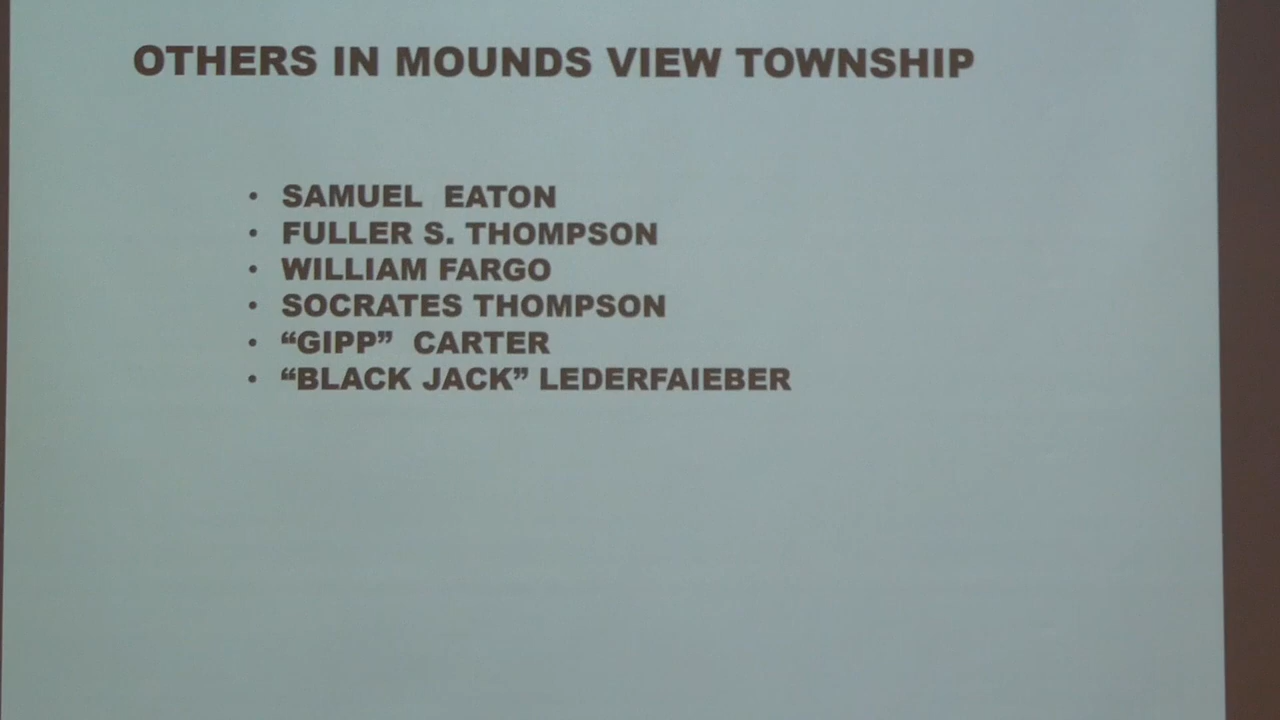 OTHERS IN MOUNDS VIEW TOWNSHIP
• SAMUEL EATON
• FULLER S. THOMPSON
• WILLIAM FARGO
• SOCRATES THOMPSON
• “GIPP” CARTER
• “BLACK JACK” LEDERFAIEBER